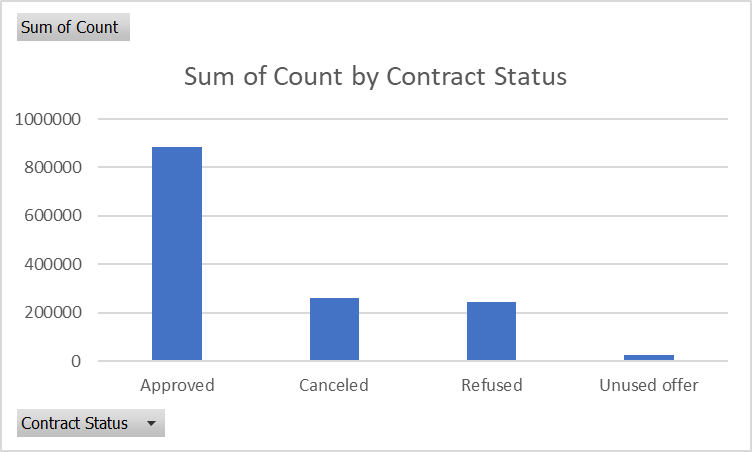 Sum of Count
Sum of Count by Contract Status
1000000
800000
600000
400000
200000
0
Approved Canceled Refused Unused offer
Contract Status